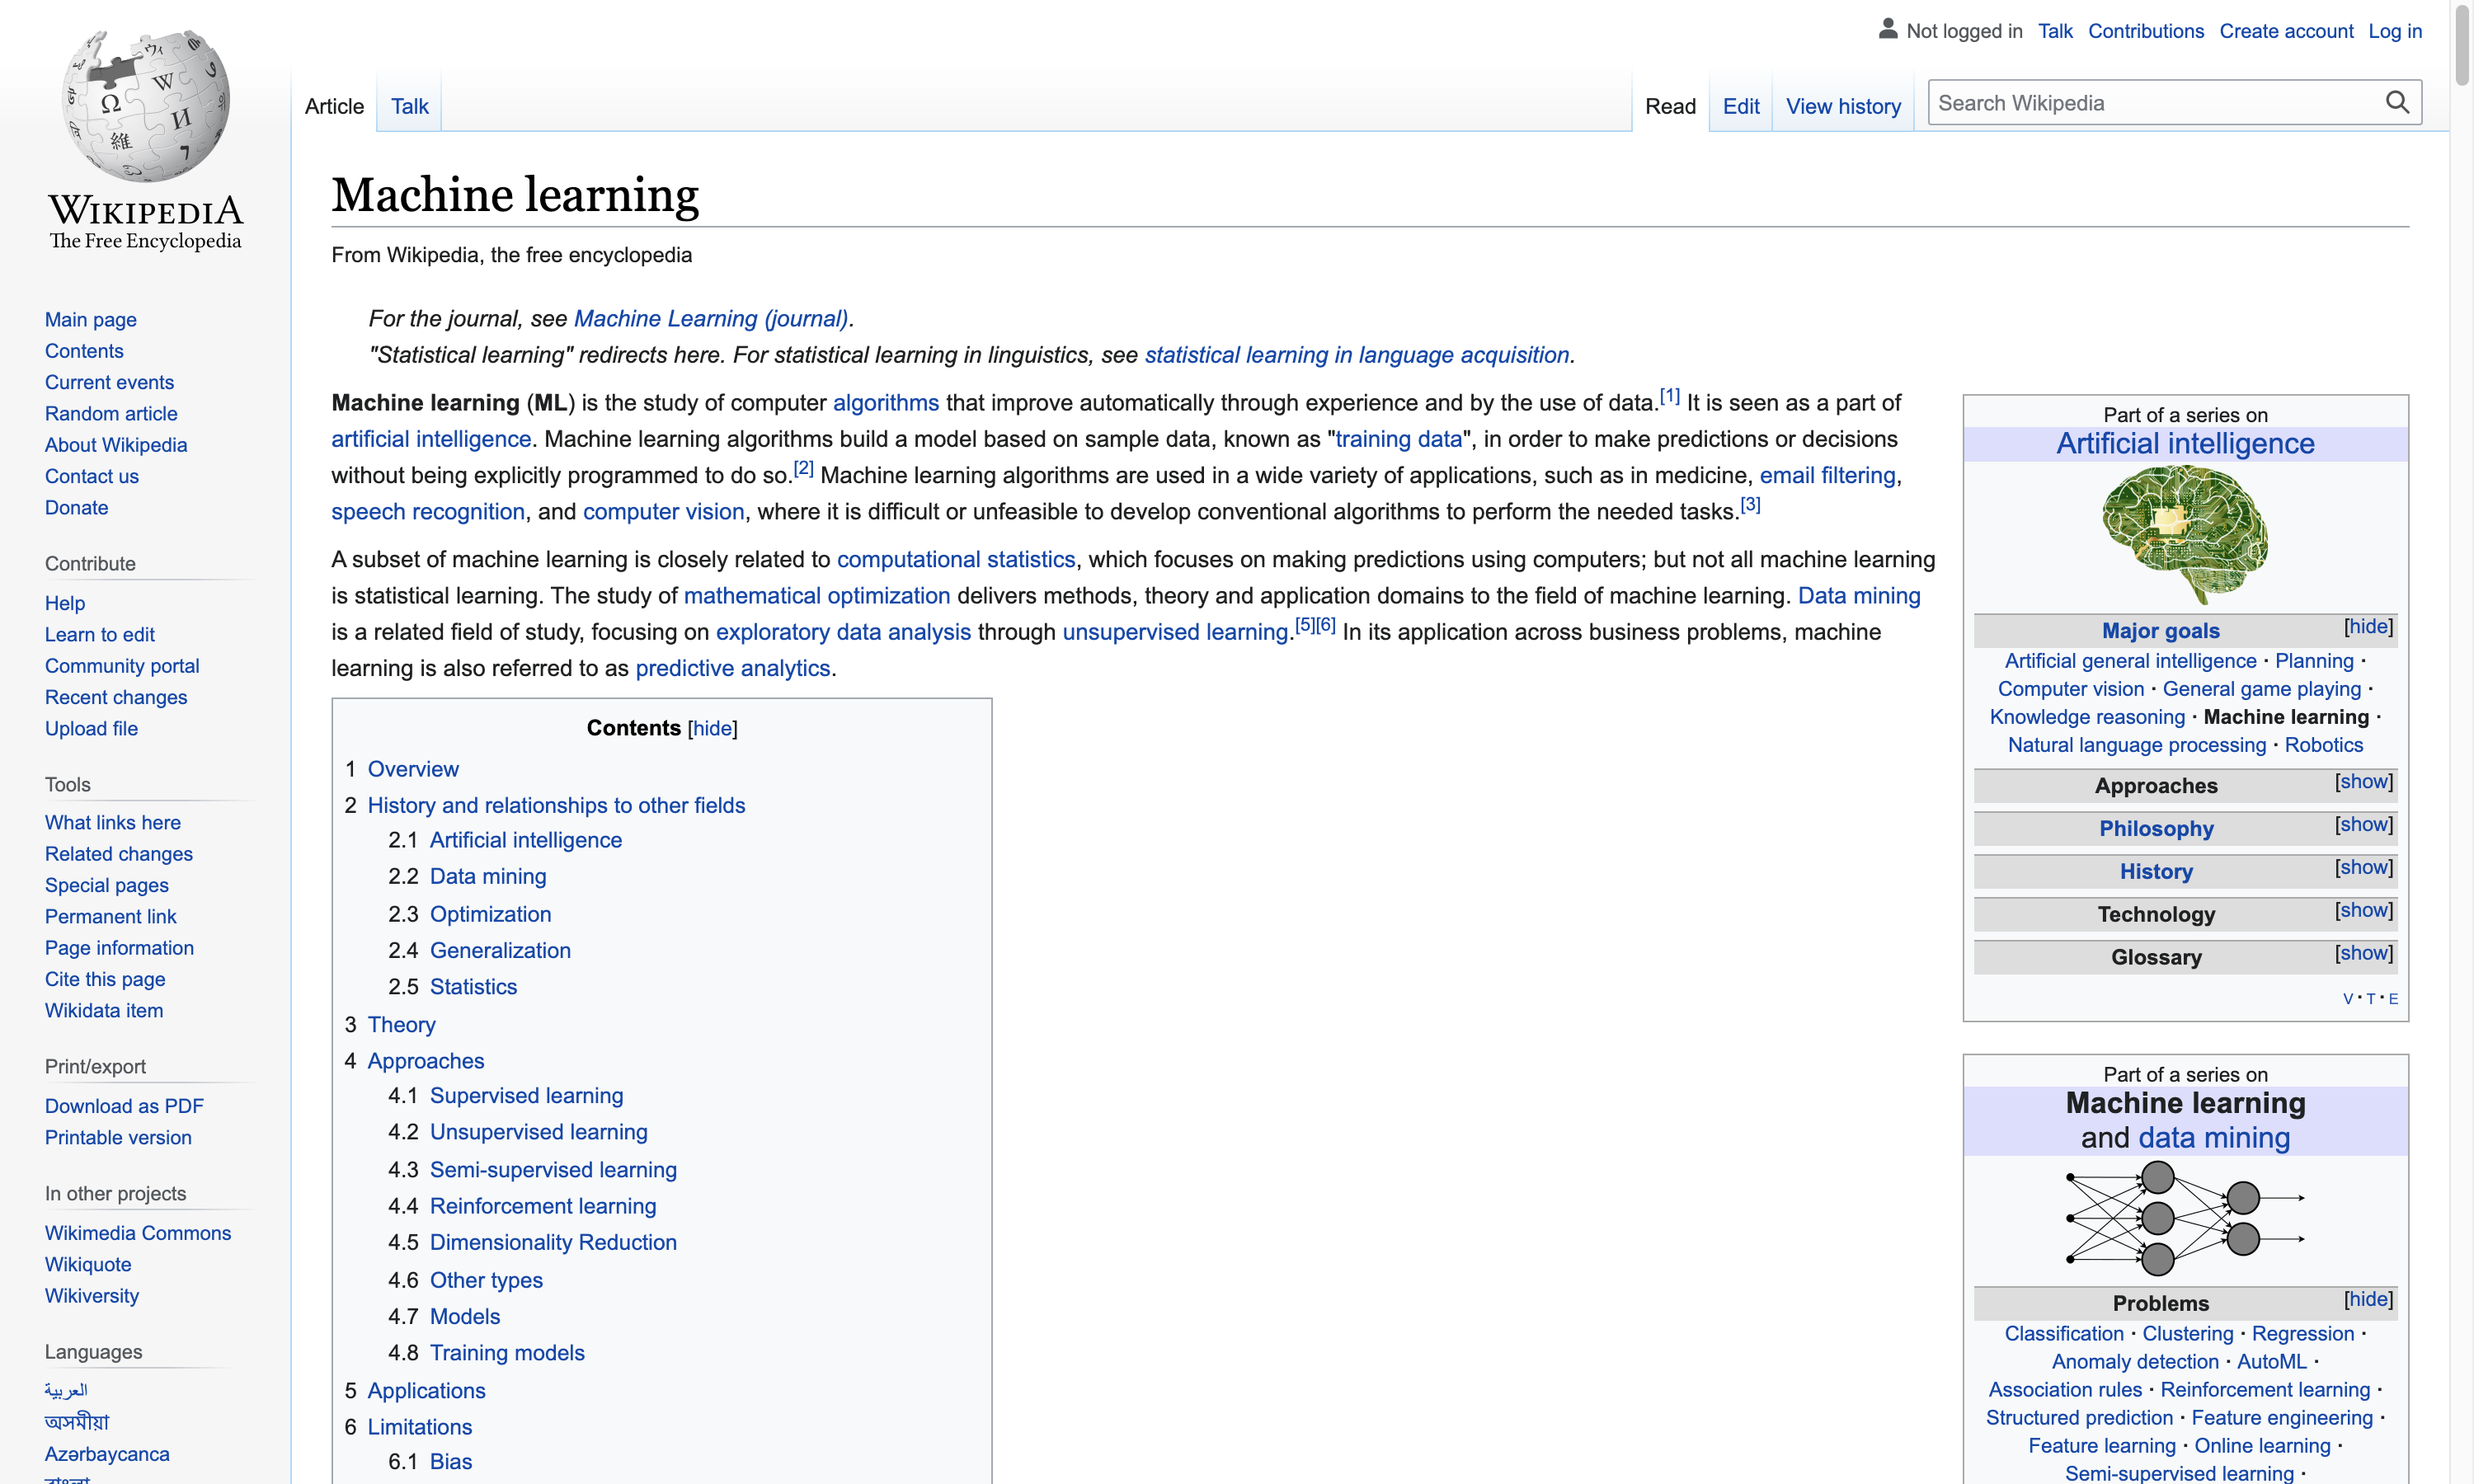 Not logged in Talk Contributions Create account Log in
Article Talk Read Edit View history Search Wikipedia
WIKIPEDIA
The Free Encyclopedia
Main page
Contents
Current events
Random article
About Wikipedia
Contact us
Donate
Contribute
Help
Learn to edit
Community portal
Recent changes
Upload file
Tools
What links here
Related changes
Special pages
Permanent link
Page information
Cite this page
Wikidata item
Print/export
Download as PDF
Printable version
In other projects
Wikimedia Commons
Wikiquote
Wikiversity
Languages
العربية
অসমীয়া
Azərbaycanca
Machine learning
From Wikipedia, the free encyclopedia
For the journal, see Machine Learning (journal).
"Statistical learning" redirects here. For statistical learning in linguistics, see statistical learning in language acquisition.
Machine learning (ML) is the study of computer algorithms that improve automatically through experience and by the use of data.[1] It is seen as a part of
artificial intelligence. Machine learning algorithms build a model based on sample data, known as "training data", in order to make predictions or decisions
without being explicitly programmed to do so.[2] Machine learning algorithms are used in a wide variety of applications, such as in medicine, email filtering,
speech recognition, and computer vision, where it is difficult or unfeasible to develop conventional algorithms to perform the needed tasks.[3]
A subset of machine learning is closely related to computational statistics, which focuses on making predictions using computers; but not all machine learning
is statistical learning. The study of mathematical optimization delivers methods, theory and application domains to the field of machine learning. Data mining
is a related field of study, focusing on exploratory data analysis through unsupervised learning.[5][6] In its application across business problems, machine
learning is also referred to as predictive analytics.
Contents [hide]
1 Overview
2 History and relationships to other fields
2.1 Artificial intelligence
2.2 Data mining
2.3 Optimization
2.4 Generalization
2.5 Statistics
3 Theory
4 Approaches
4.1 Supervised learning
4.2 Unsupervised learning
4.3 Semi-supervised learning
4.4 Reinforcement learning
4.5 Dimensionality Reduction
4.6 Other types
4.7 Models
4.8 Training models
5 Applications
6 Limitations
6.1 Bias
Part of a series on
Artificial intelligence
Major goals [hide]
Artificial general intelligence · Planning ·
Computer vision · General game playing ·
Knowledge reasoning · Machine learning ·
Natural language processing · Robotics
Approaches [show]
Philosophy [show]
History [show]
Technology [show]
Glossary [show]
V · T · E
Part of a series on
Machine learning
and data mining
Problems [hide]
Classification · Clustering · Regression ·
Anomaly detection · AutoML ·
Association rules · Reinforcement learning ·
Structured prediction · Feature engineering ·
Feature learning · Online learning ·
Semi-supervised learning ·